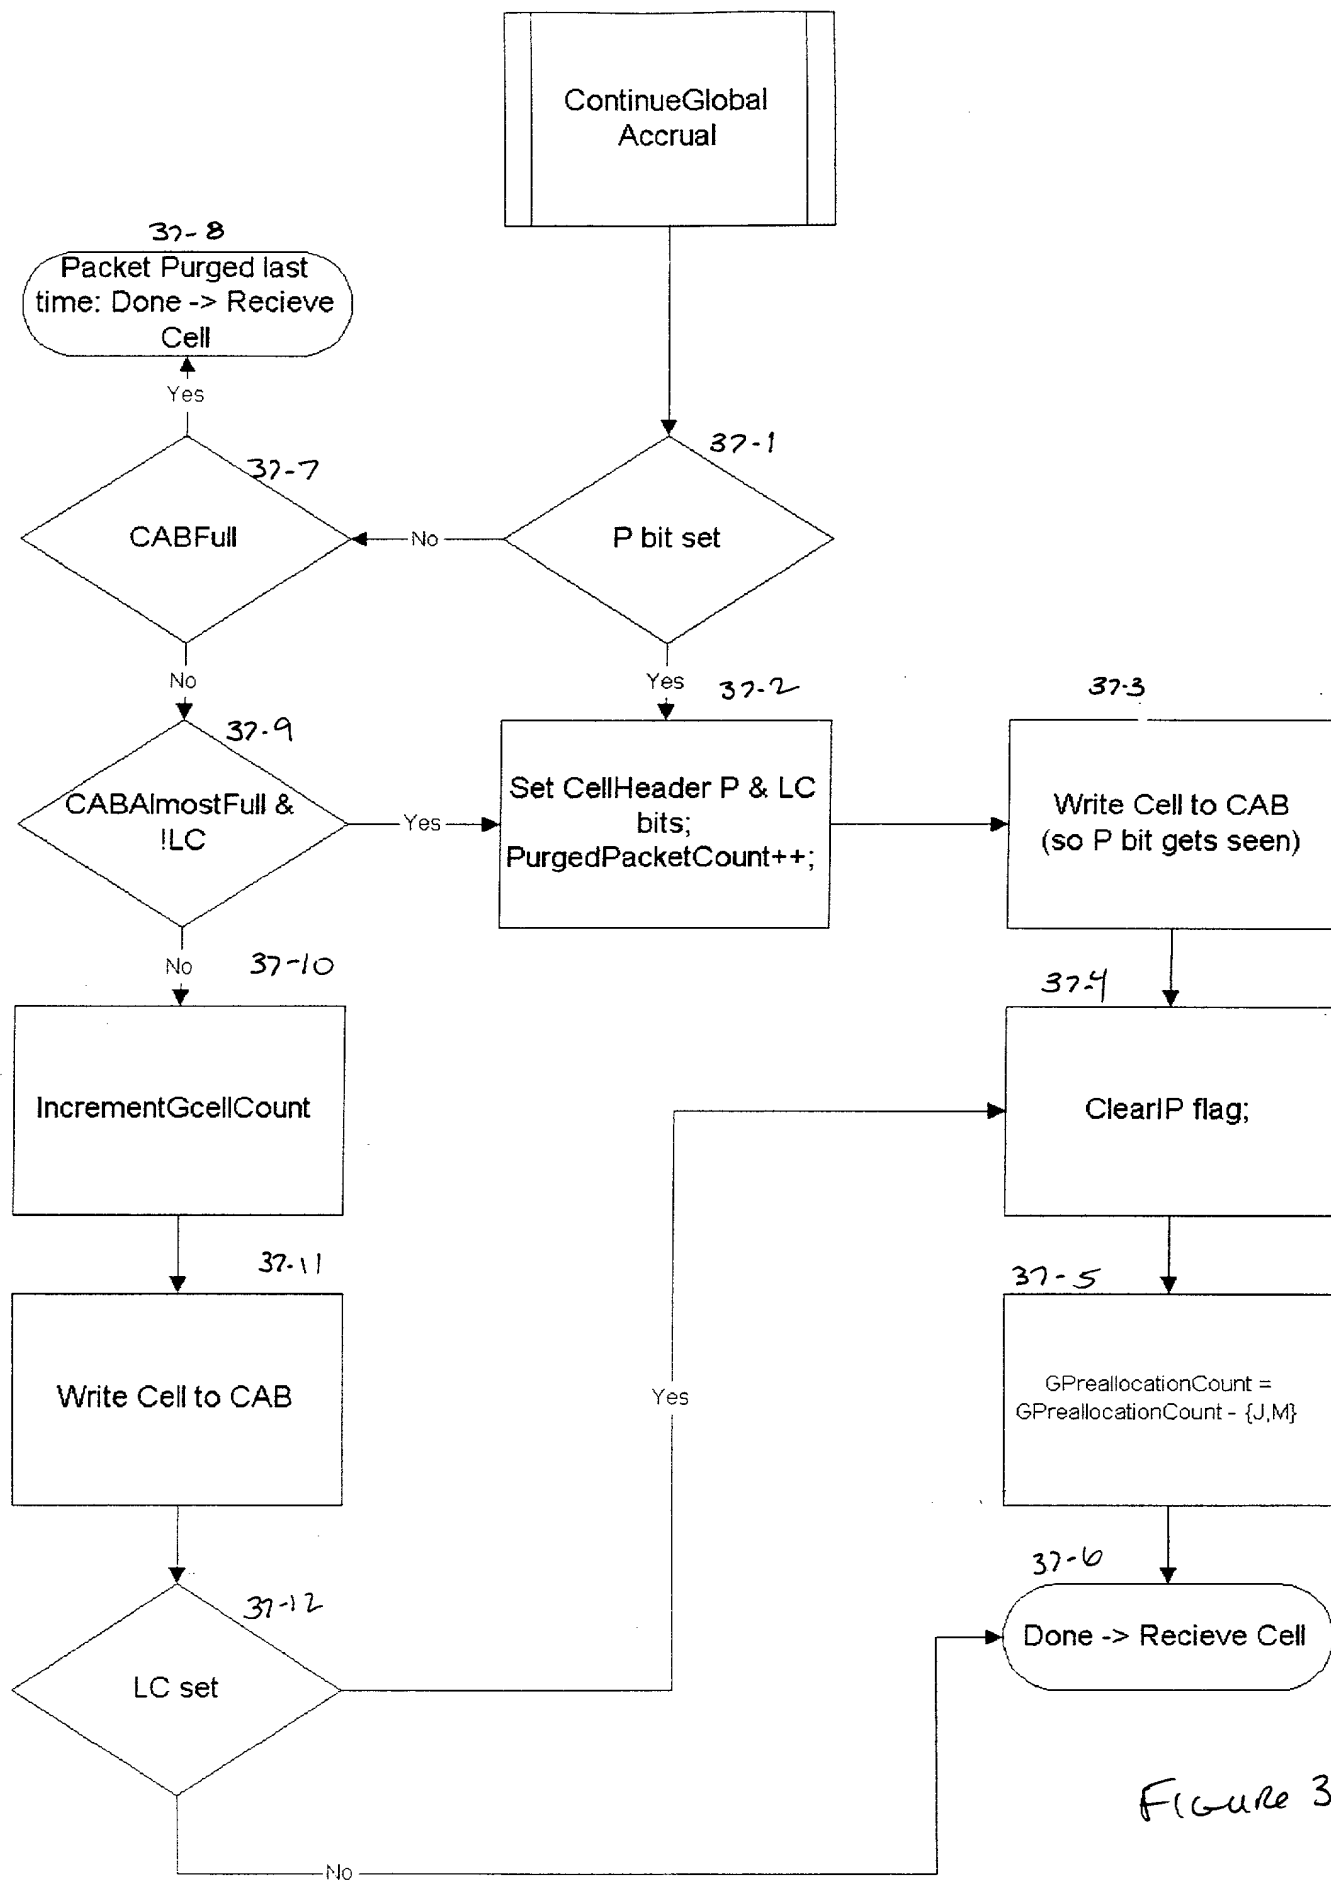 ContinueGlobal
Accrual
37-8
Packet Purged last
time: Done -> Recieve
Cell
Yes
37-7
CABFull
No
37-1
P bit set
No
Yes
37-9
CABAlmostFull &
!LC
Yes
37-2
Set CellHeader P & LC
bits;
PurgedPacketCount++;
37-3
Write Cell to CAB
(so P bit gets seen)
No
37-10
IncrementGcellCount
37-4
ClearIP flag;
37-11
Write Cell to CAB
Yes
37-5
GPreallocationCount =
GPreallocationCount - {J,M}
37-12
LC set
37-6
Done -> Recieve Cell
No
Figure 3